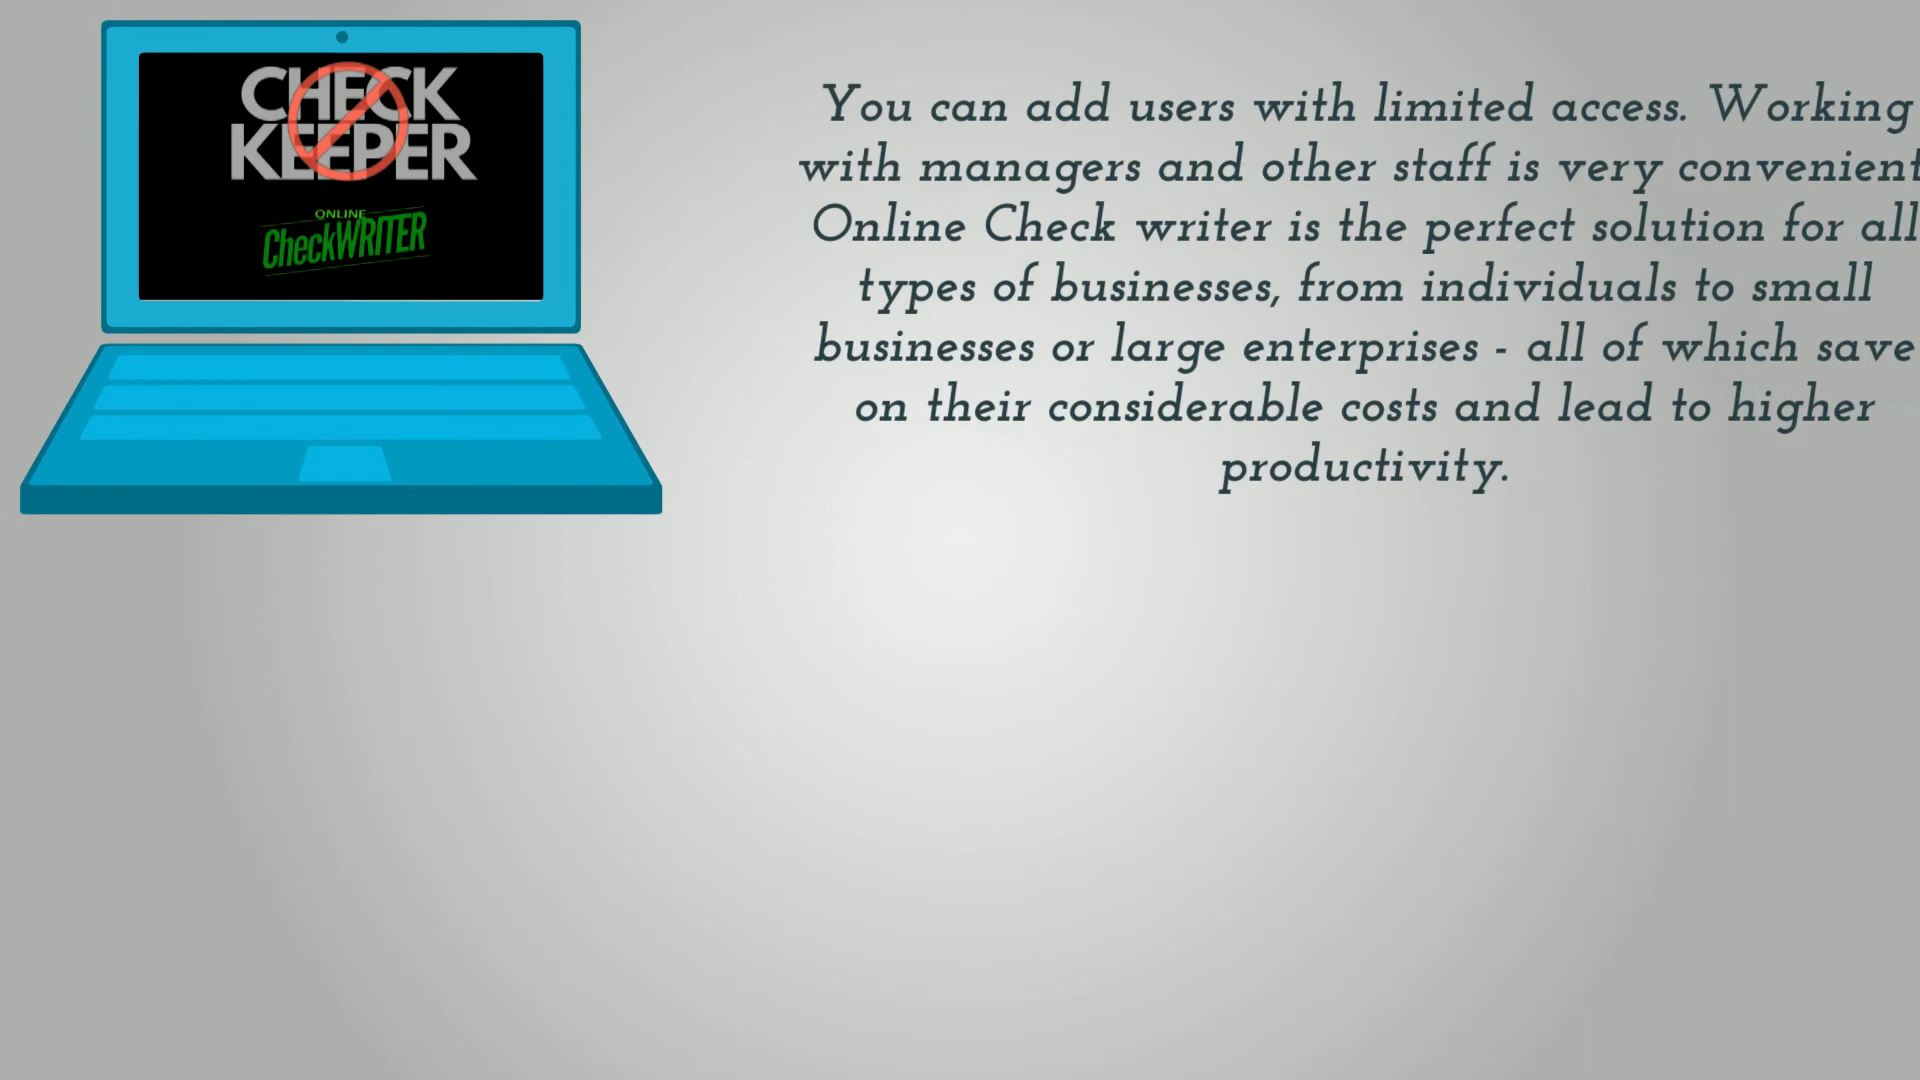 CHECK
KEEPER
ONLINE
CheckWRITER
You can add users with limited access. Working
with managers and other staff is very convenient
Online Check writer is the perfect solution for all
types of businesses, from individuals to small
businesses or large enterprises - all of which save
on their considerable costs and lead to higher
productivity.